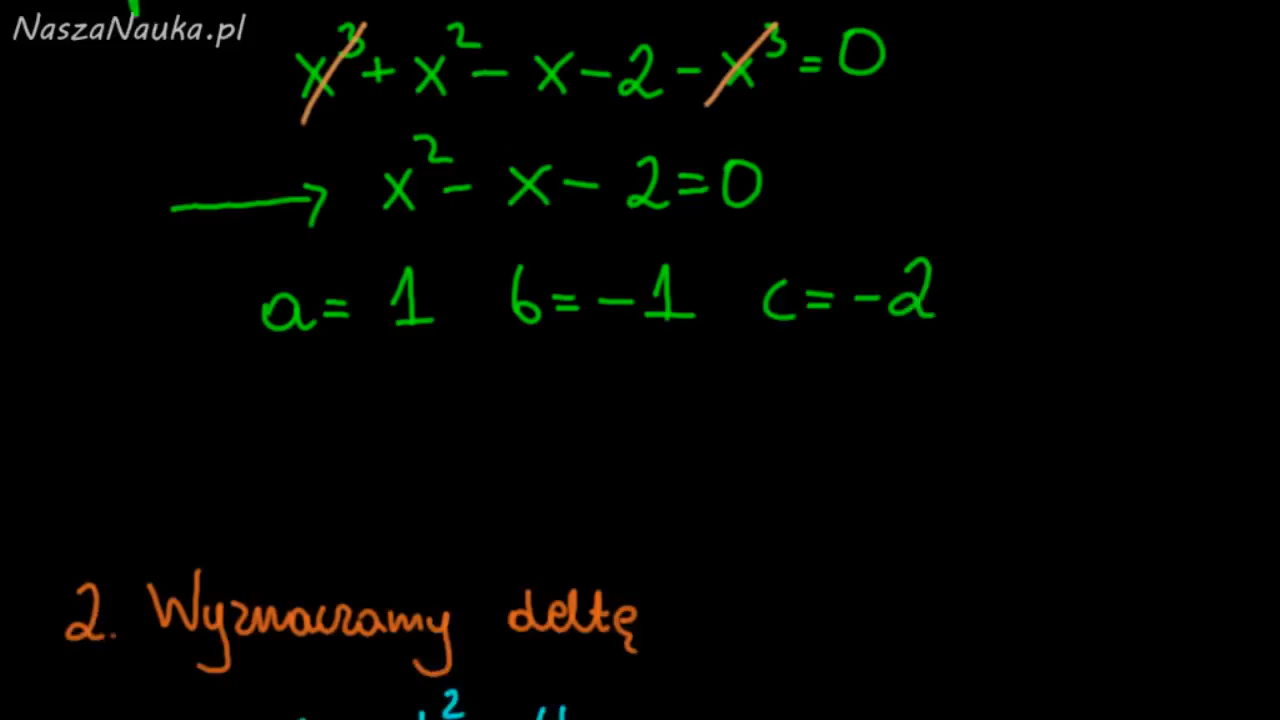 NaszaNauka.pl
x³ + x² - x - 2 - x³ = 0
x² - x - 2 = 0
a = 1 b = -1 c = -2
2. Wyznaczamy deltę